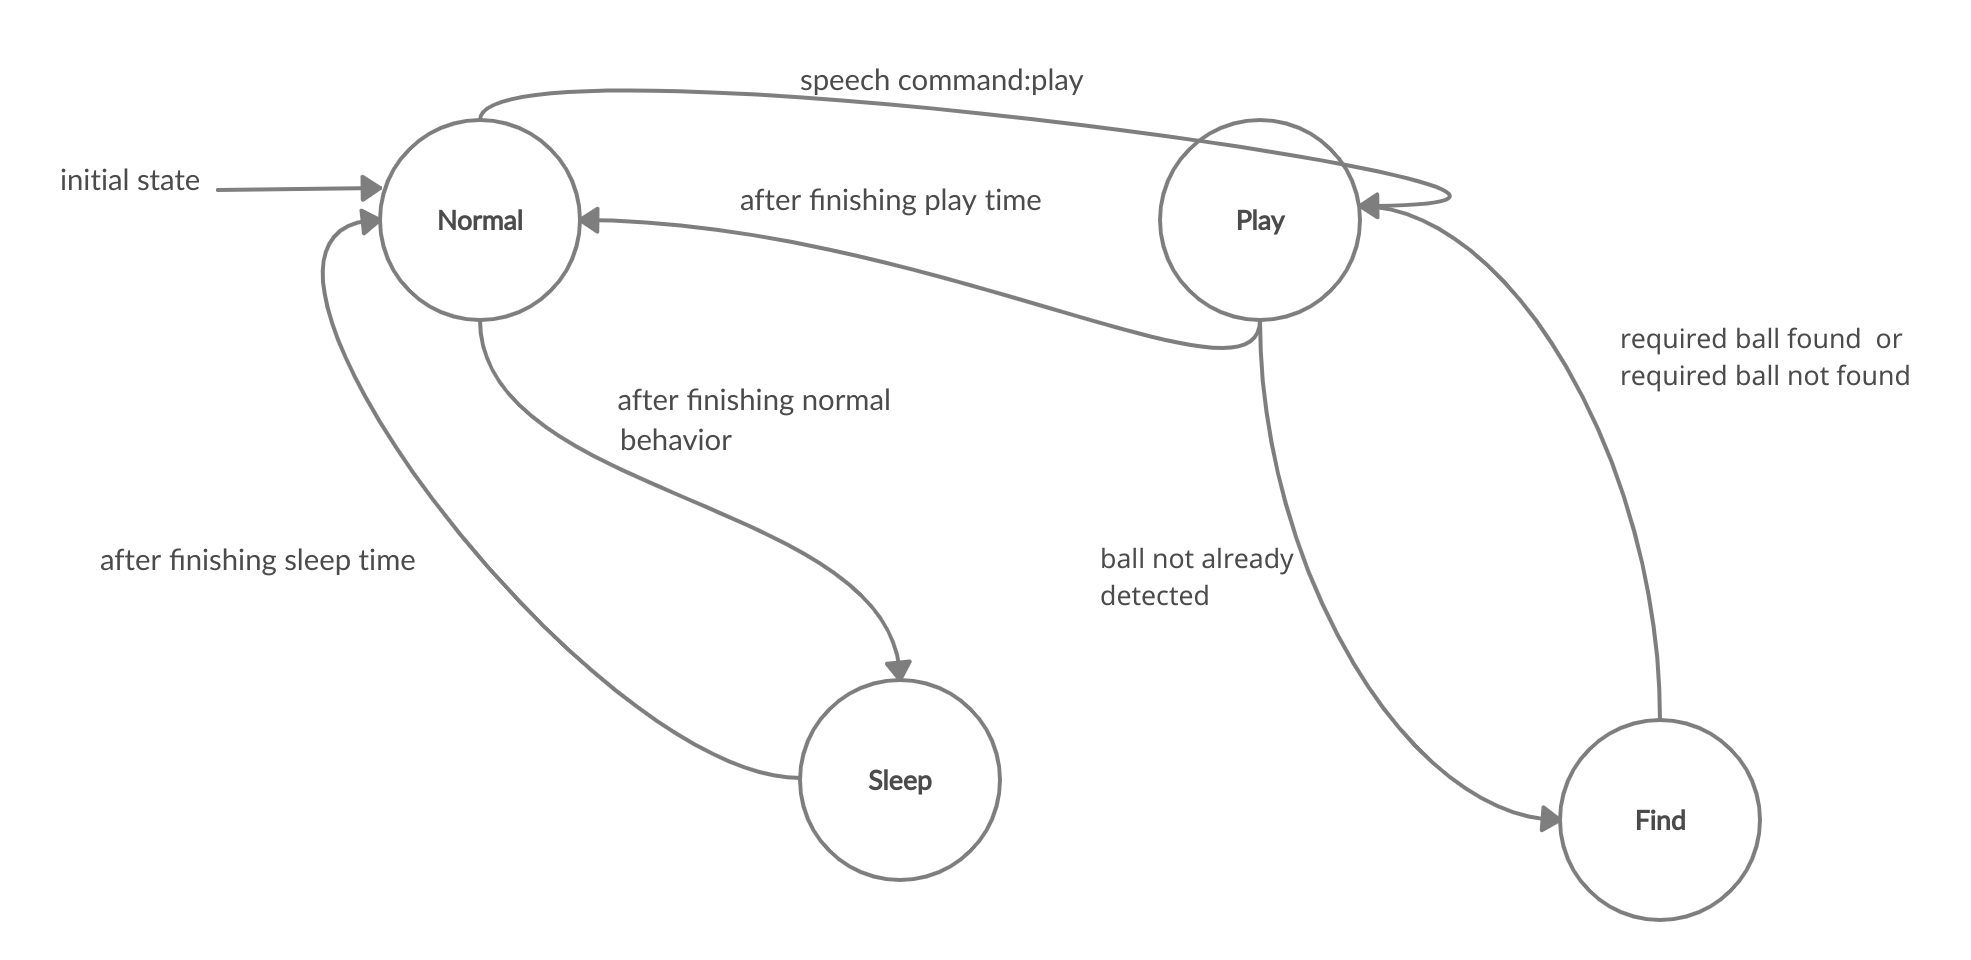 speech command:play
initial state
after finishing play time
Normal
Play
required ball found or
required ball not found
after finishing normal
behavior
after finishing sleep time
ball not already
detected
Sleep
Find